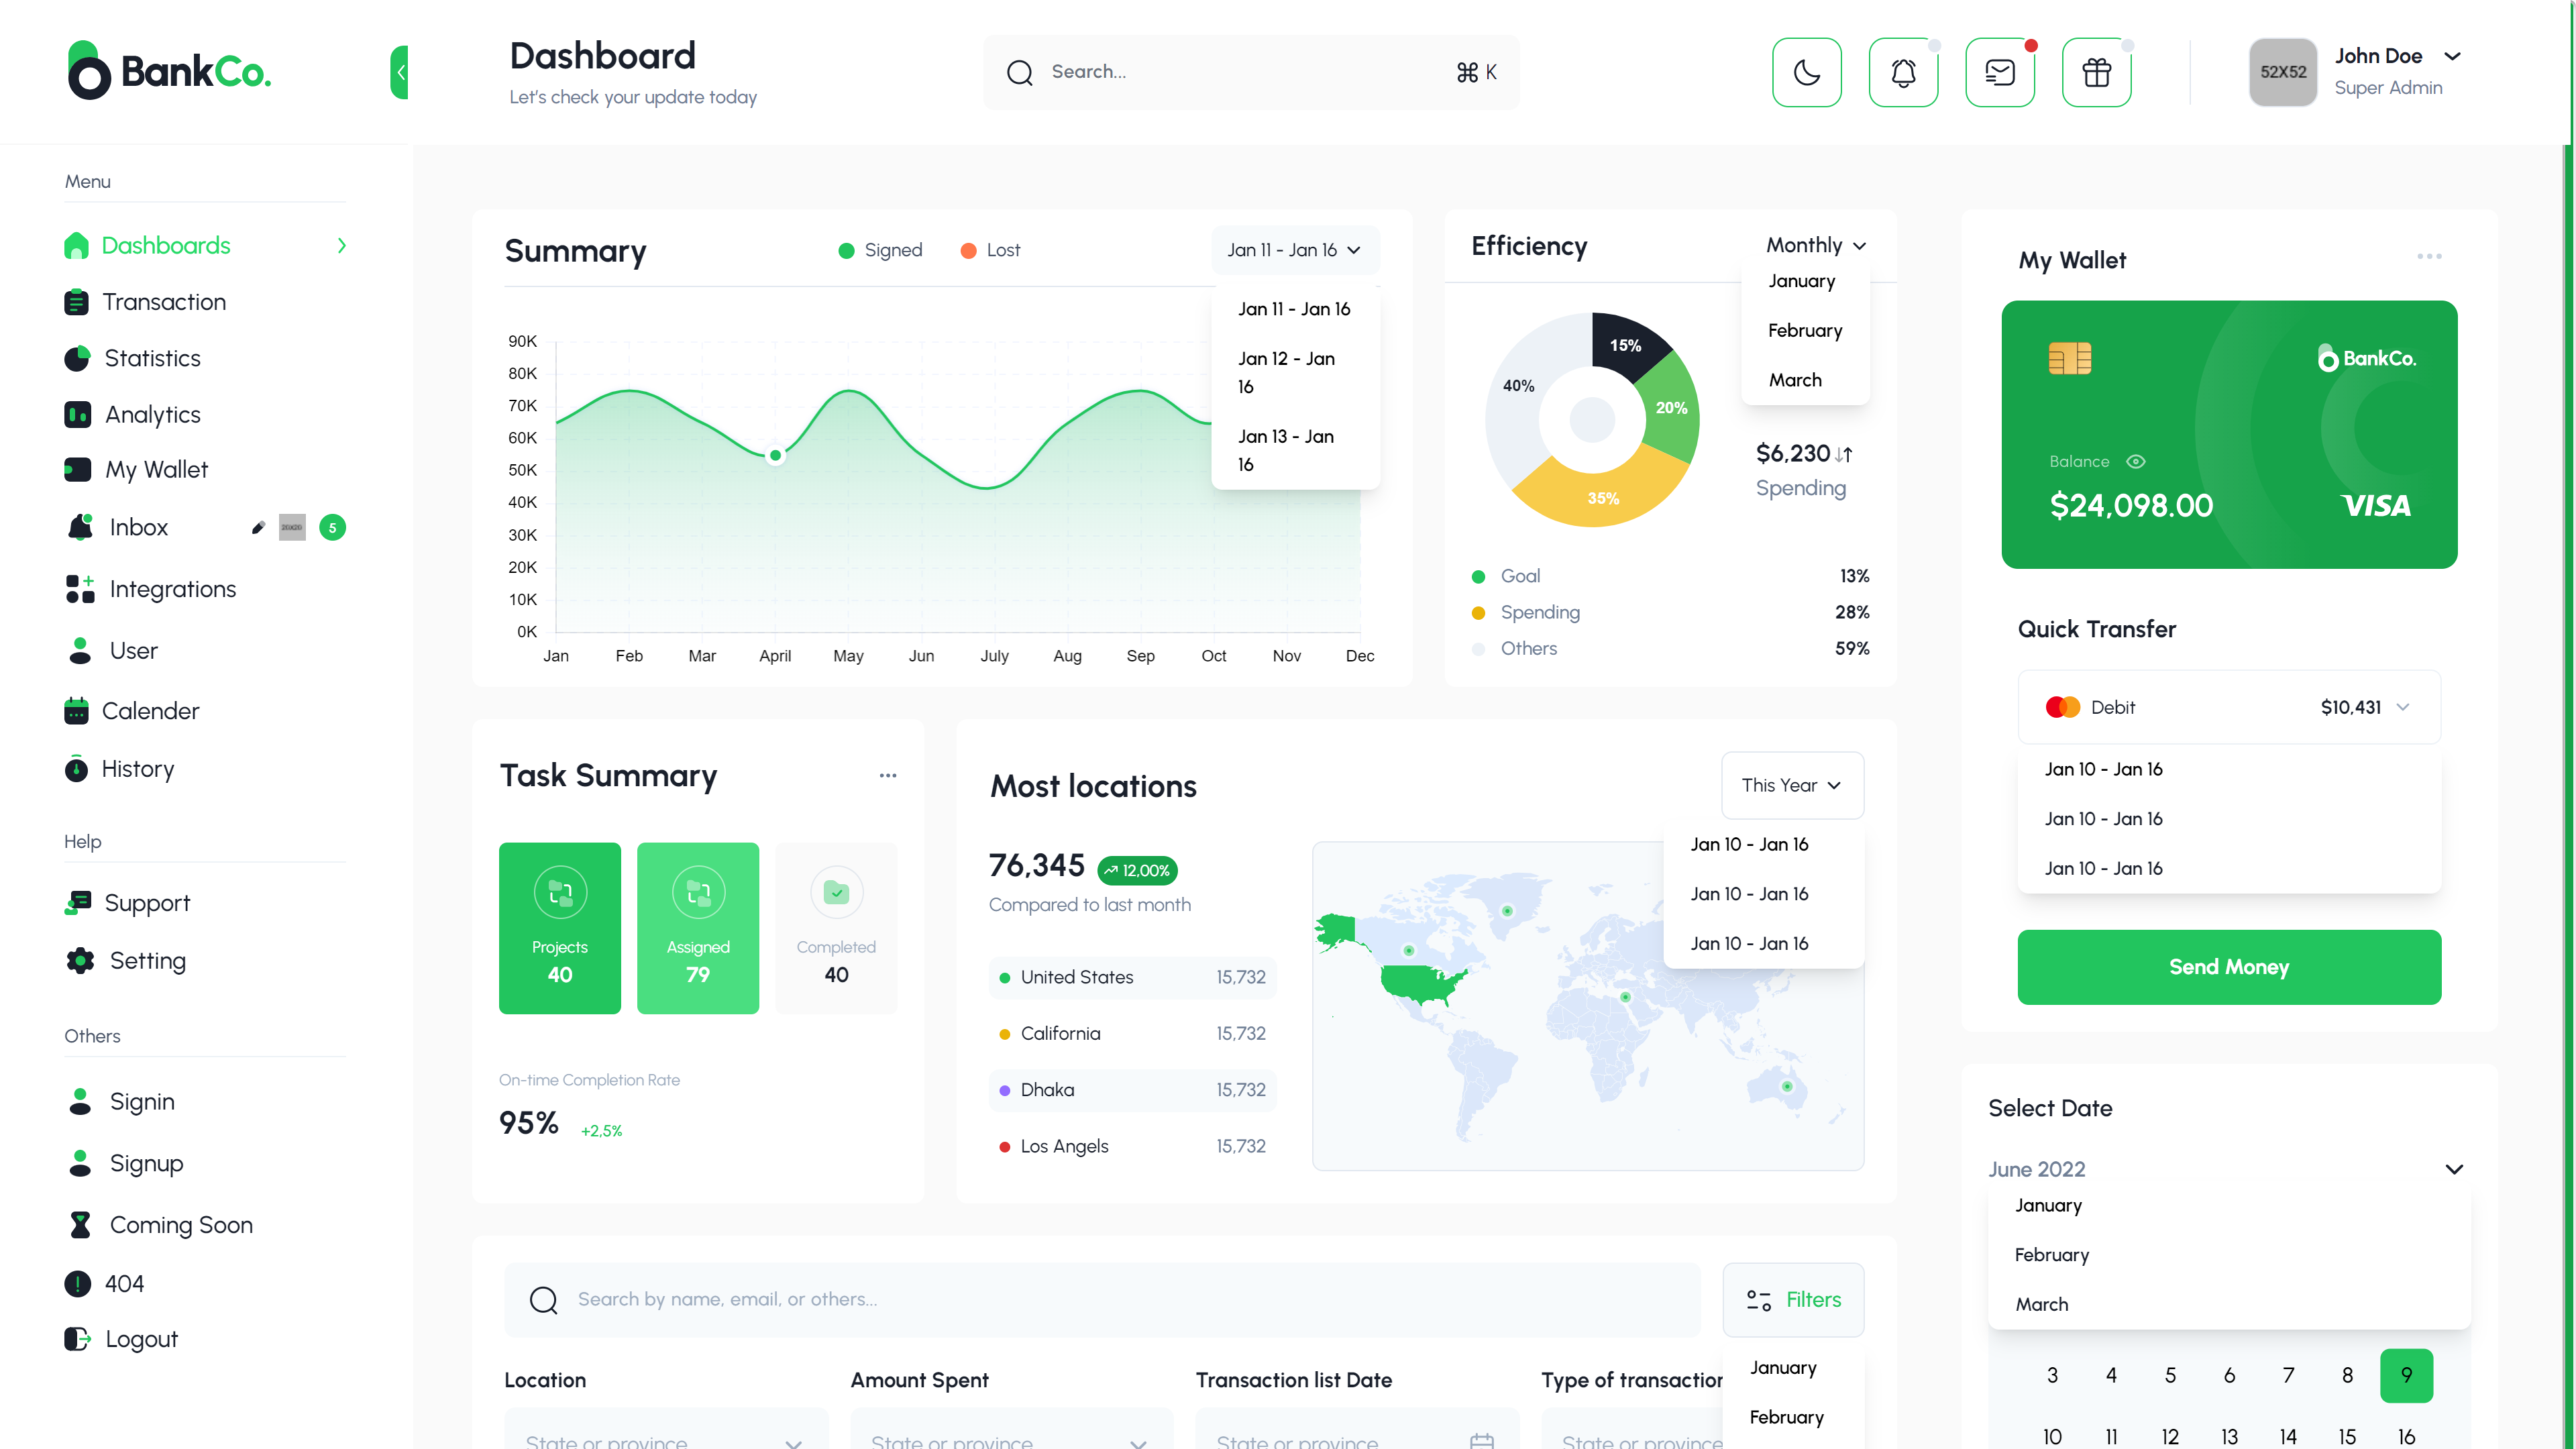 BankCo.
Dashboard
Let's check your update today
Search...
⌘ K
52X52
John Doe
Super Admin
Menu
Dashboards
Transaction
Statistics
Analytics
My Wallet
Inbox
20X20
5
Integrations
User
Calender
History
Help
Support
Setting
Others
Signin
Signup
Coming Soon
404
Logout
Summary
Signed
Lost
Jan 11 - Jan 16
Jan 11 - Jan 16
Jan 12 - Jan
16
Jan 13 - Jan
16
90K
80K
70K
60K
50K
40K
30K
20K
10K
0K
Jan Feb Mar April May Jun July Aug Sep Oct Nov Dec
Efficiency
Monthly
January
February
March
15%
40%
20%
35%
$6,230
Spending
Goal 13%
Spending 28%
Others 59%
My Wallet
BankCo.
Balance
$24,098.00
VISA
Quick Transfer
Debit $10,431
Jan 10 - Jan 16
Jan 10 - Jan 16
Jan 10 - Jan 16
Send Money
Task Summary
Projects
40
Assigned
79
Completed
40
On-time Completion Rate
95% +2,5%
Most locations
This Year
Jan 10 - Jan 16
Jan 10 - Jan 16
Jan 10 - Jan 16
76,345 12,00%
Compared to last month
United States 15,732
California 15,732
Dhaka 15,732
Los Angels 15,732
Select Date
June 2022
January
February
March
3 4 5 6 7 8 9
10 11 12 13 14 15 16
Search by name, email, or others...
Filters
January
February
Location
Amount Spent
Transaction list Date
Type of transaction
State or province
State or province
State or province
State or province